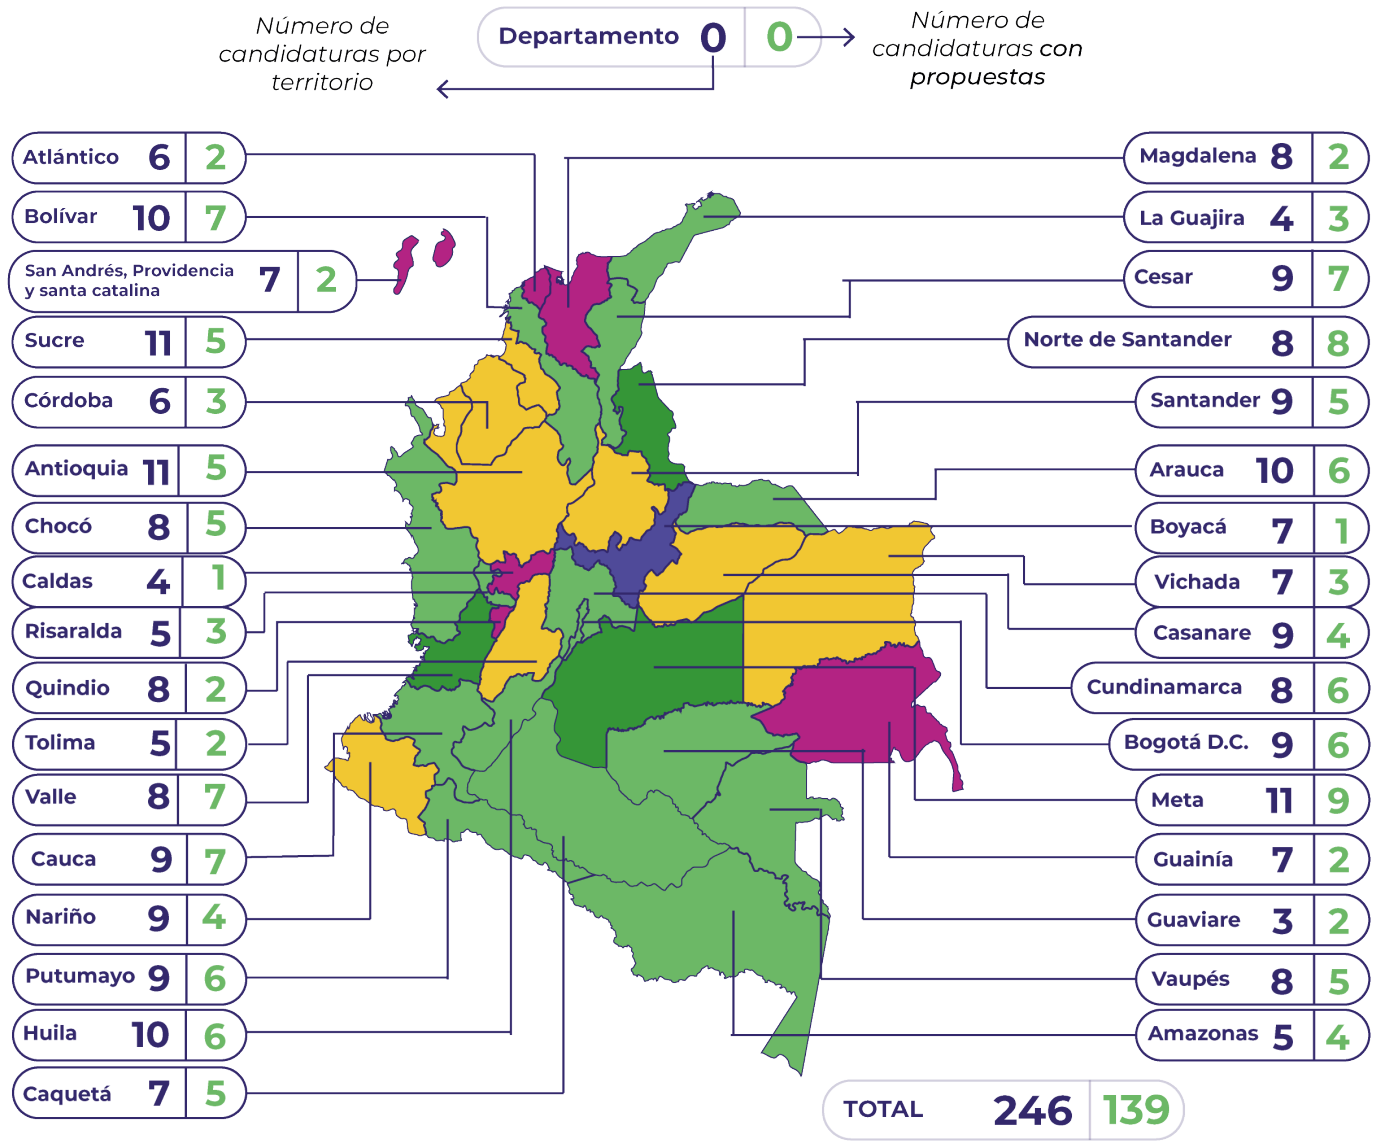 Número de
candidaturas por
territorio
Departamento 0 0
Número de
candidaturas con
propuestas
Atlántico 6 2
Bolívar 10 7
San Andrés, Providencia
y santa catalina 7 2
Sucre 11 5
Córdoba 6 3
Antioquia 11 5
Chocó 8 5
Caldas 4 1
Risaralda 5 3
Quindio 8 2
Tolima 5 2
Valle 8 7
Cauca 9 7
Nariño 9 4
Putumayo 9 6
Huila 10 6
Caquetá 7 5
Magdalena 8 2
La Guajira 4 3
Cesar 9 7
Norte de Santander 8 8
Santander 9 5
Arauca 10 6
Boyacá 7 1
Vichada 7 3
Casanare 9 4
Cundinamarca 8 6
Bogotá D.C. 9 6
Meta 11 9
Guainía 7 2
Guaviare 3 2
Vaupés 8 5
Amazonas 5 4
TOTAL 246 139